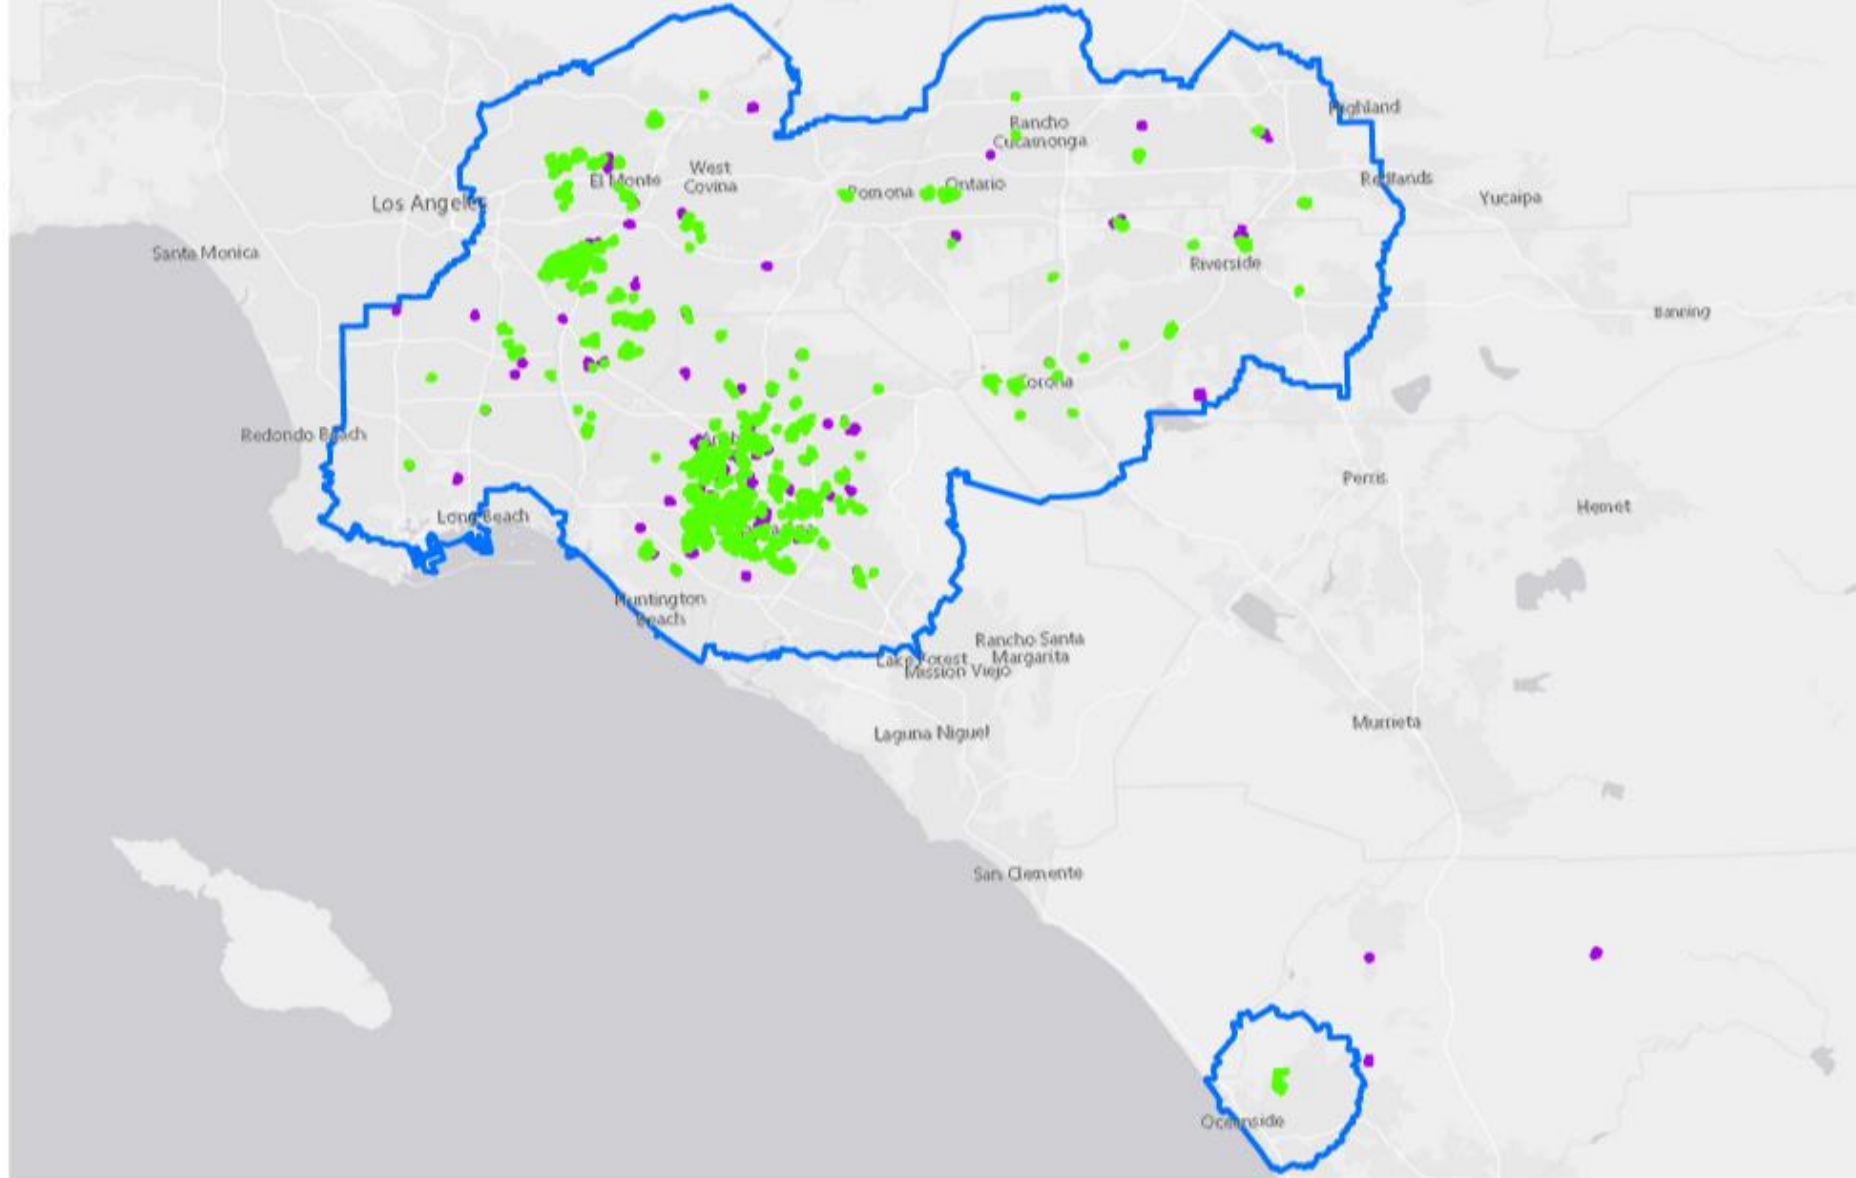 Highland
Rancho
Cucamonga
West
Covina
El Monte
Redlands
Pomona
Ontario
Yucaipa
Los Angeles
Santa Monica
Riverside
Banning
Corona
Redondo Beach
Perris
Hemet
Long Beach
Huntington
Beach
Rancho Santa
Margarita
Lake Forest
Mission Viejo
Murrieta
Laguna Niguel
San Clemente
Oceanside